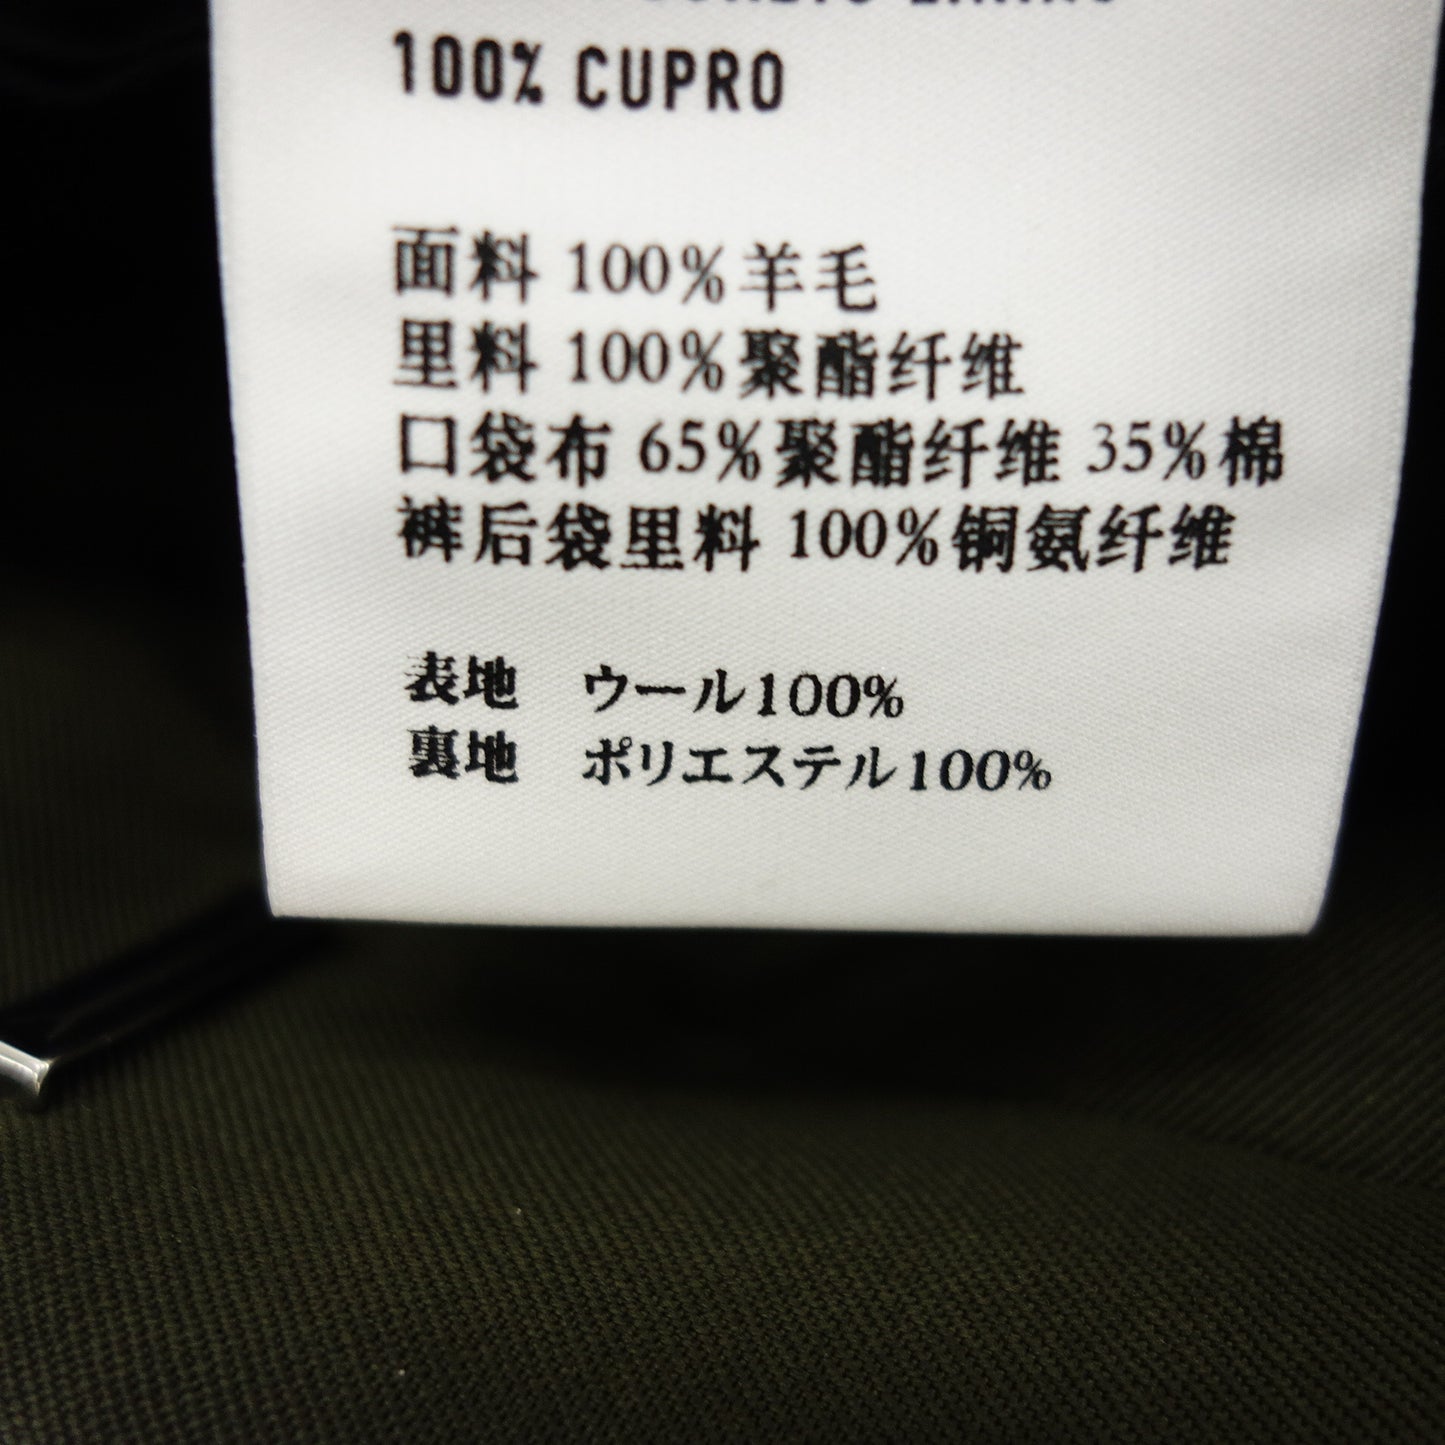 100% CUPRO
面料 100%羊毛
里料 100%聚酯纤维
口袋布 65%聚酯纤维 35%棉
裤后袋里料 100%铜氨纤维
表地 ウール100%
裏地 ポリエステル100%